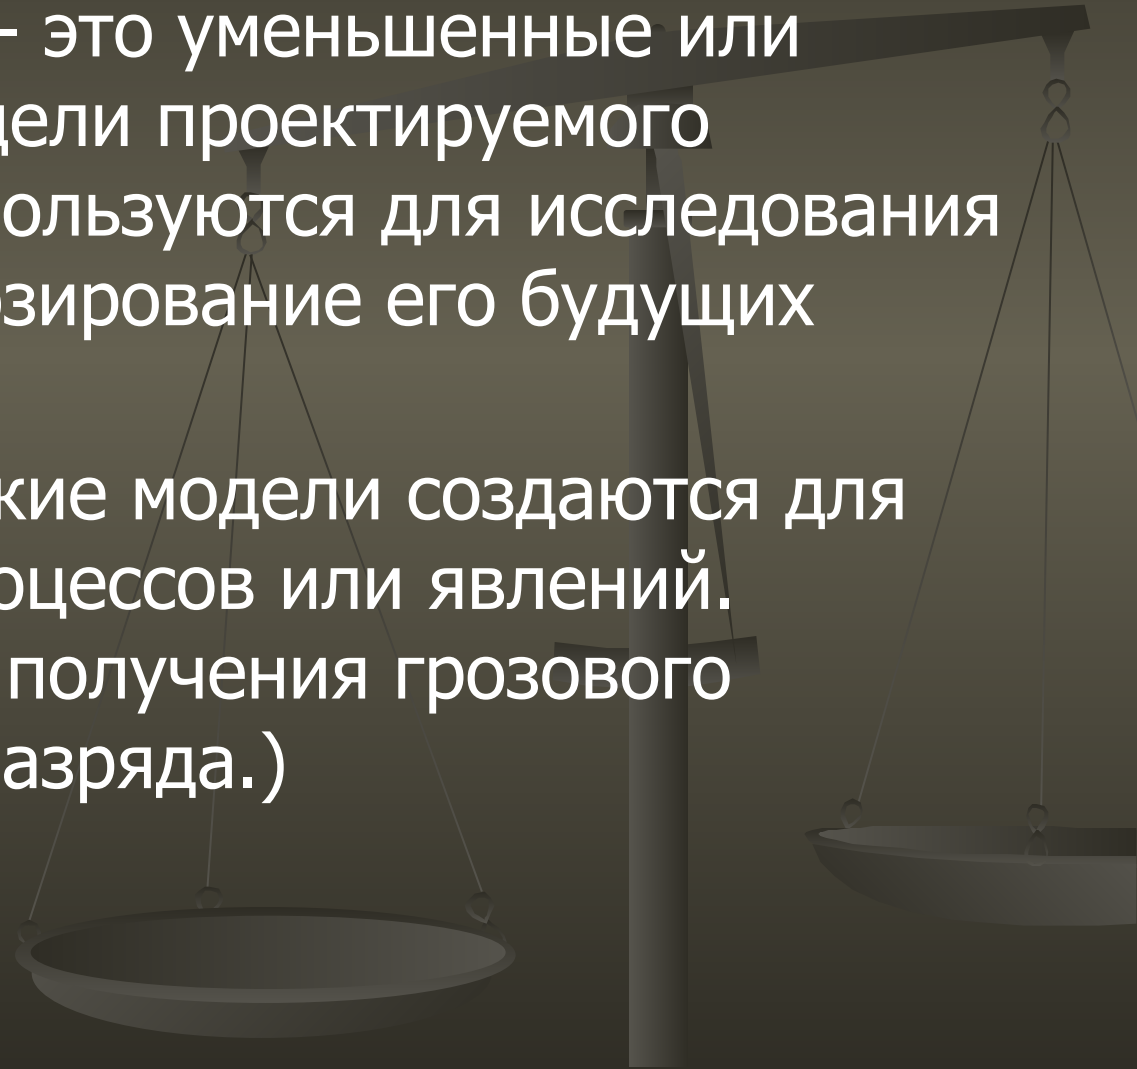 - это уменьшенные или
дели проектируемого
ользуются для исследования
озирование его будущих
кие модели создаются для
оцессов или явлений.
получения грозового
азряда.)